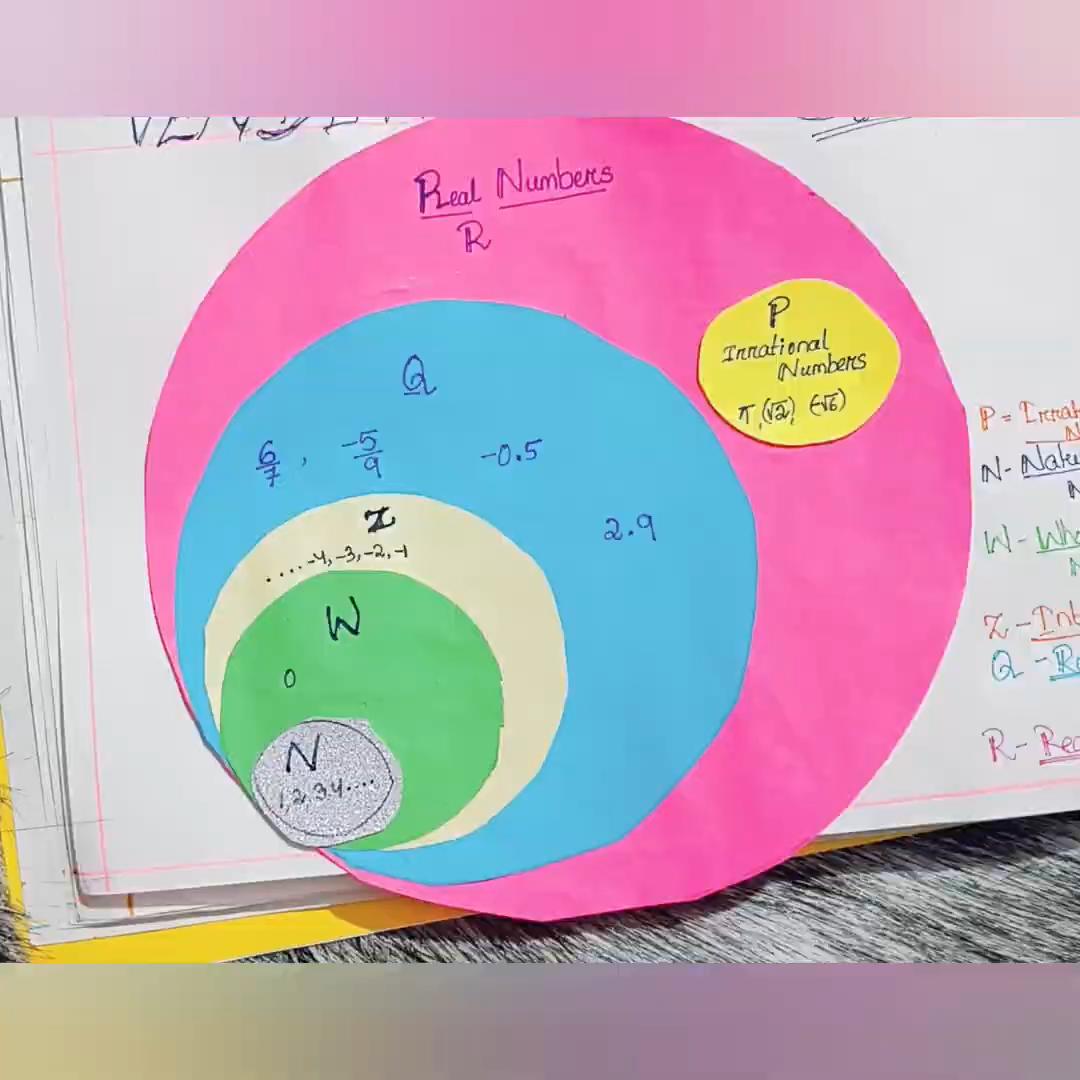 Real Numbers
R
P
Irrational
Numbers
π, (√2), (-√6)
Q
6/7 , -5/9 -0.5
2.9
Z
....-4, -3, -2, -1
W
0
N
1,2,3,4....
P =
N-
W-
Z -
Q -
R-